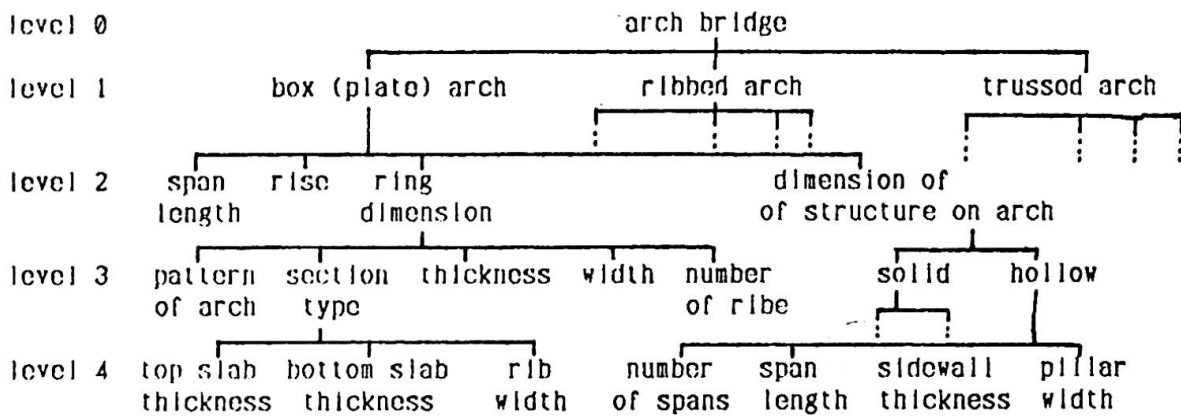 level 0 arch bridge
level 1 box (plate) arch ribbed arch trussed arch
level 2 span rise ring dimension of
length dimension of structure on arch
level 3 pattern section thickness width number solid hollow
of arch type of ribe
level 4 top slab bottom slab rib number span sidewall pillar
thickness thickness width of spans length thickness width